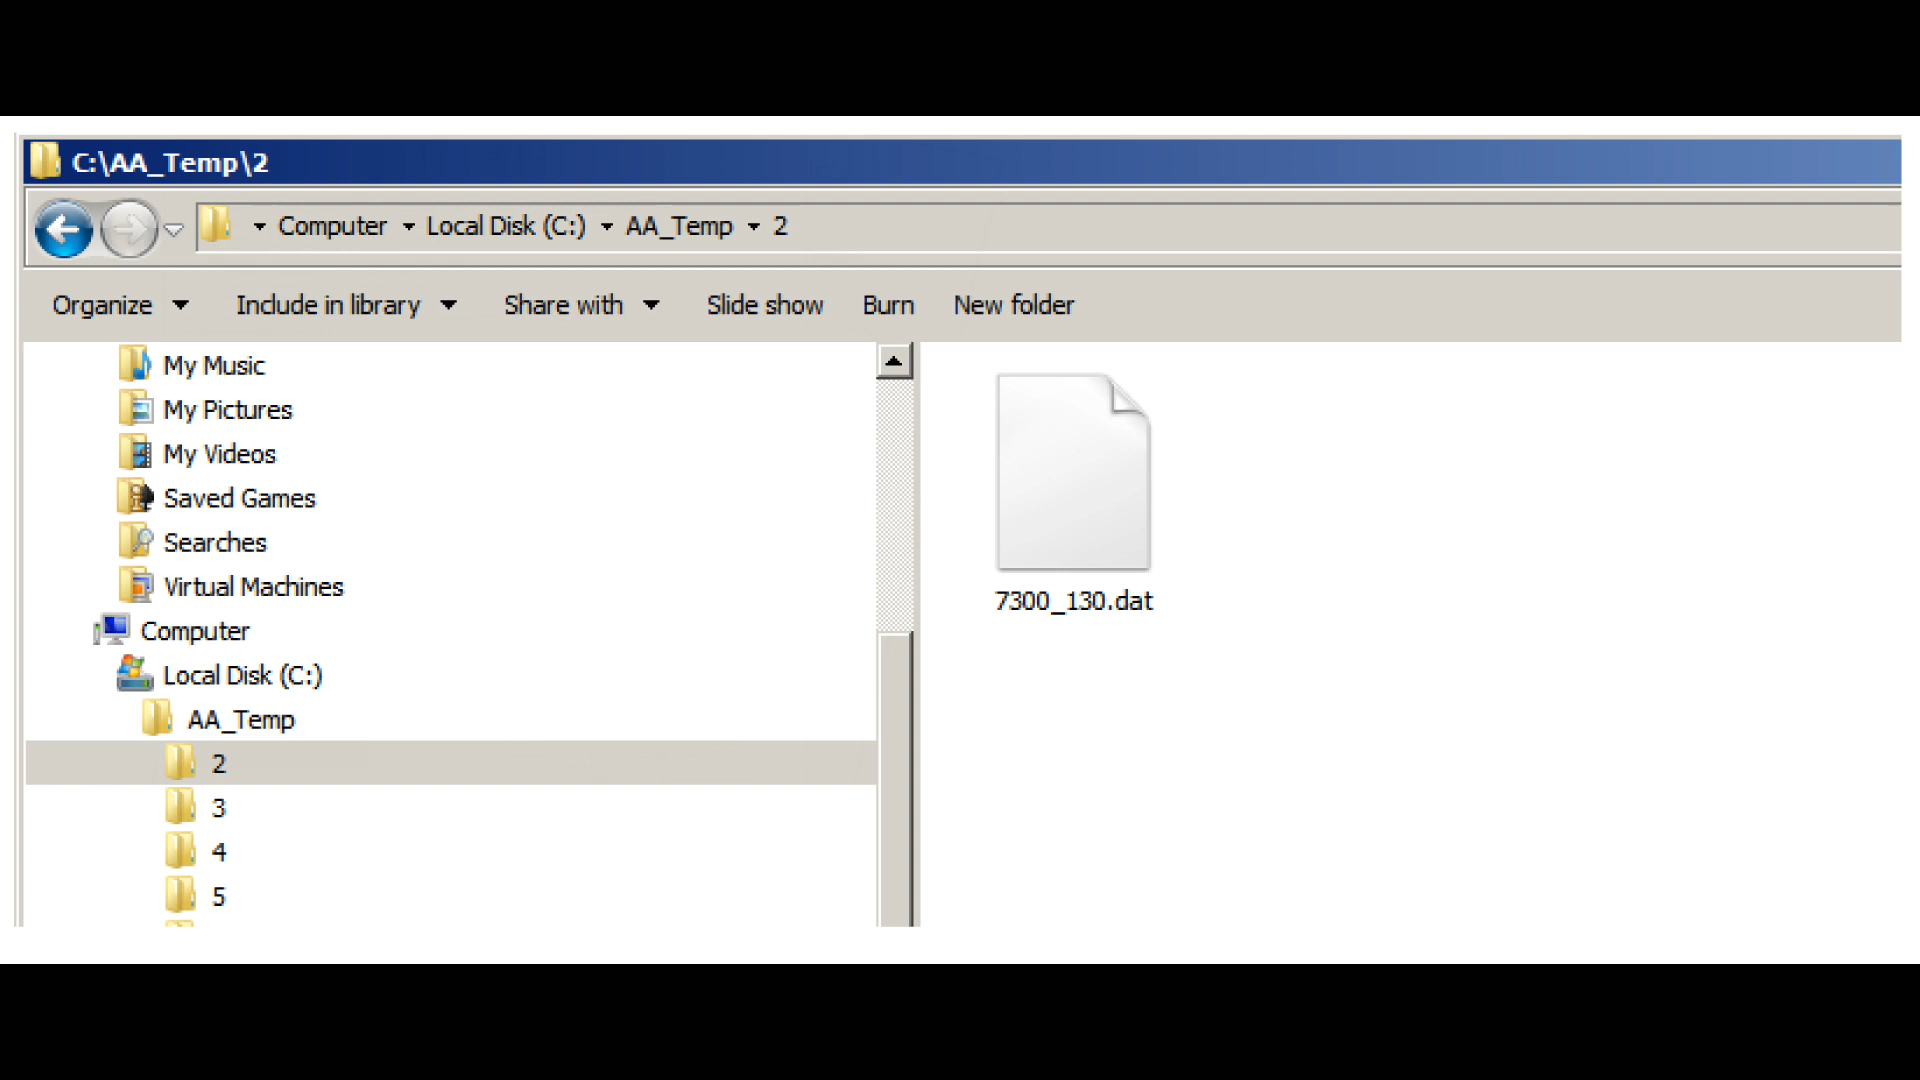 C:\AA_Temp\2
Computer Local Disk (C:) AA_Temp 2
Organize Include in library Share with Slide show Burn New folder
My Music
My Pictures
My Videos
Saved Games
Searches
Virtual Machines
Computer
Local Disk (C:)
AA_Temp
2
3
4
5
7300_130.dat